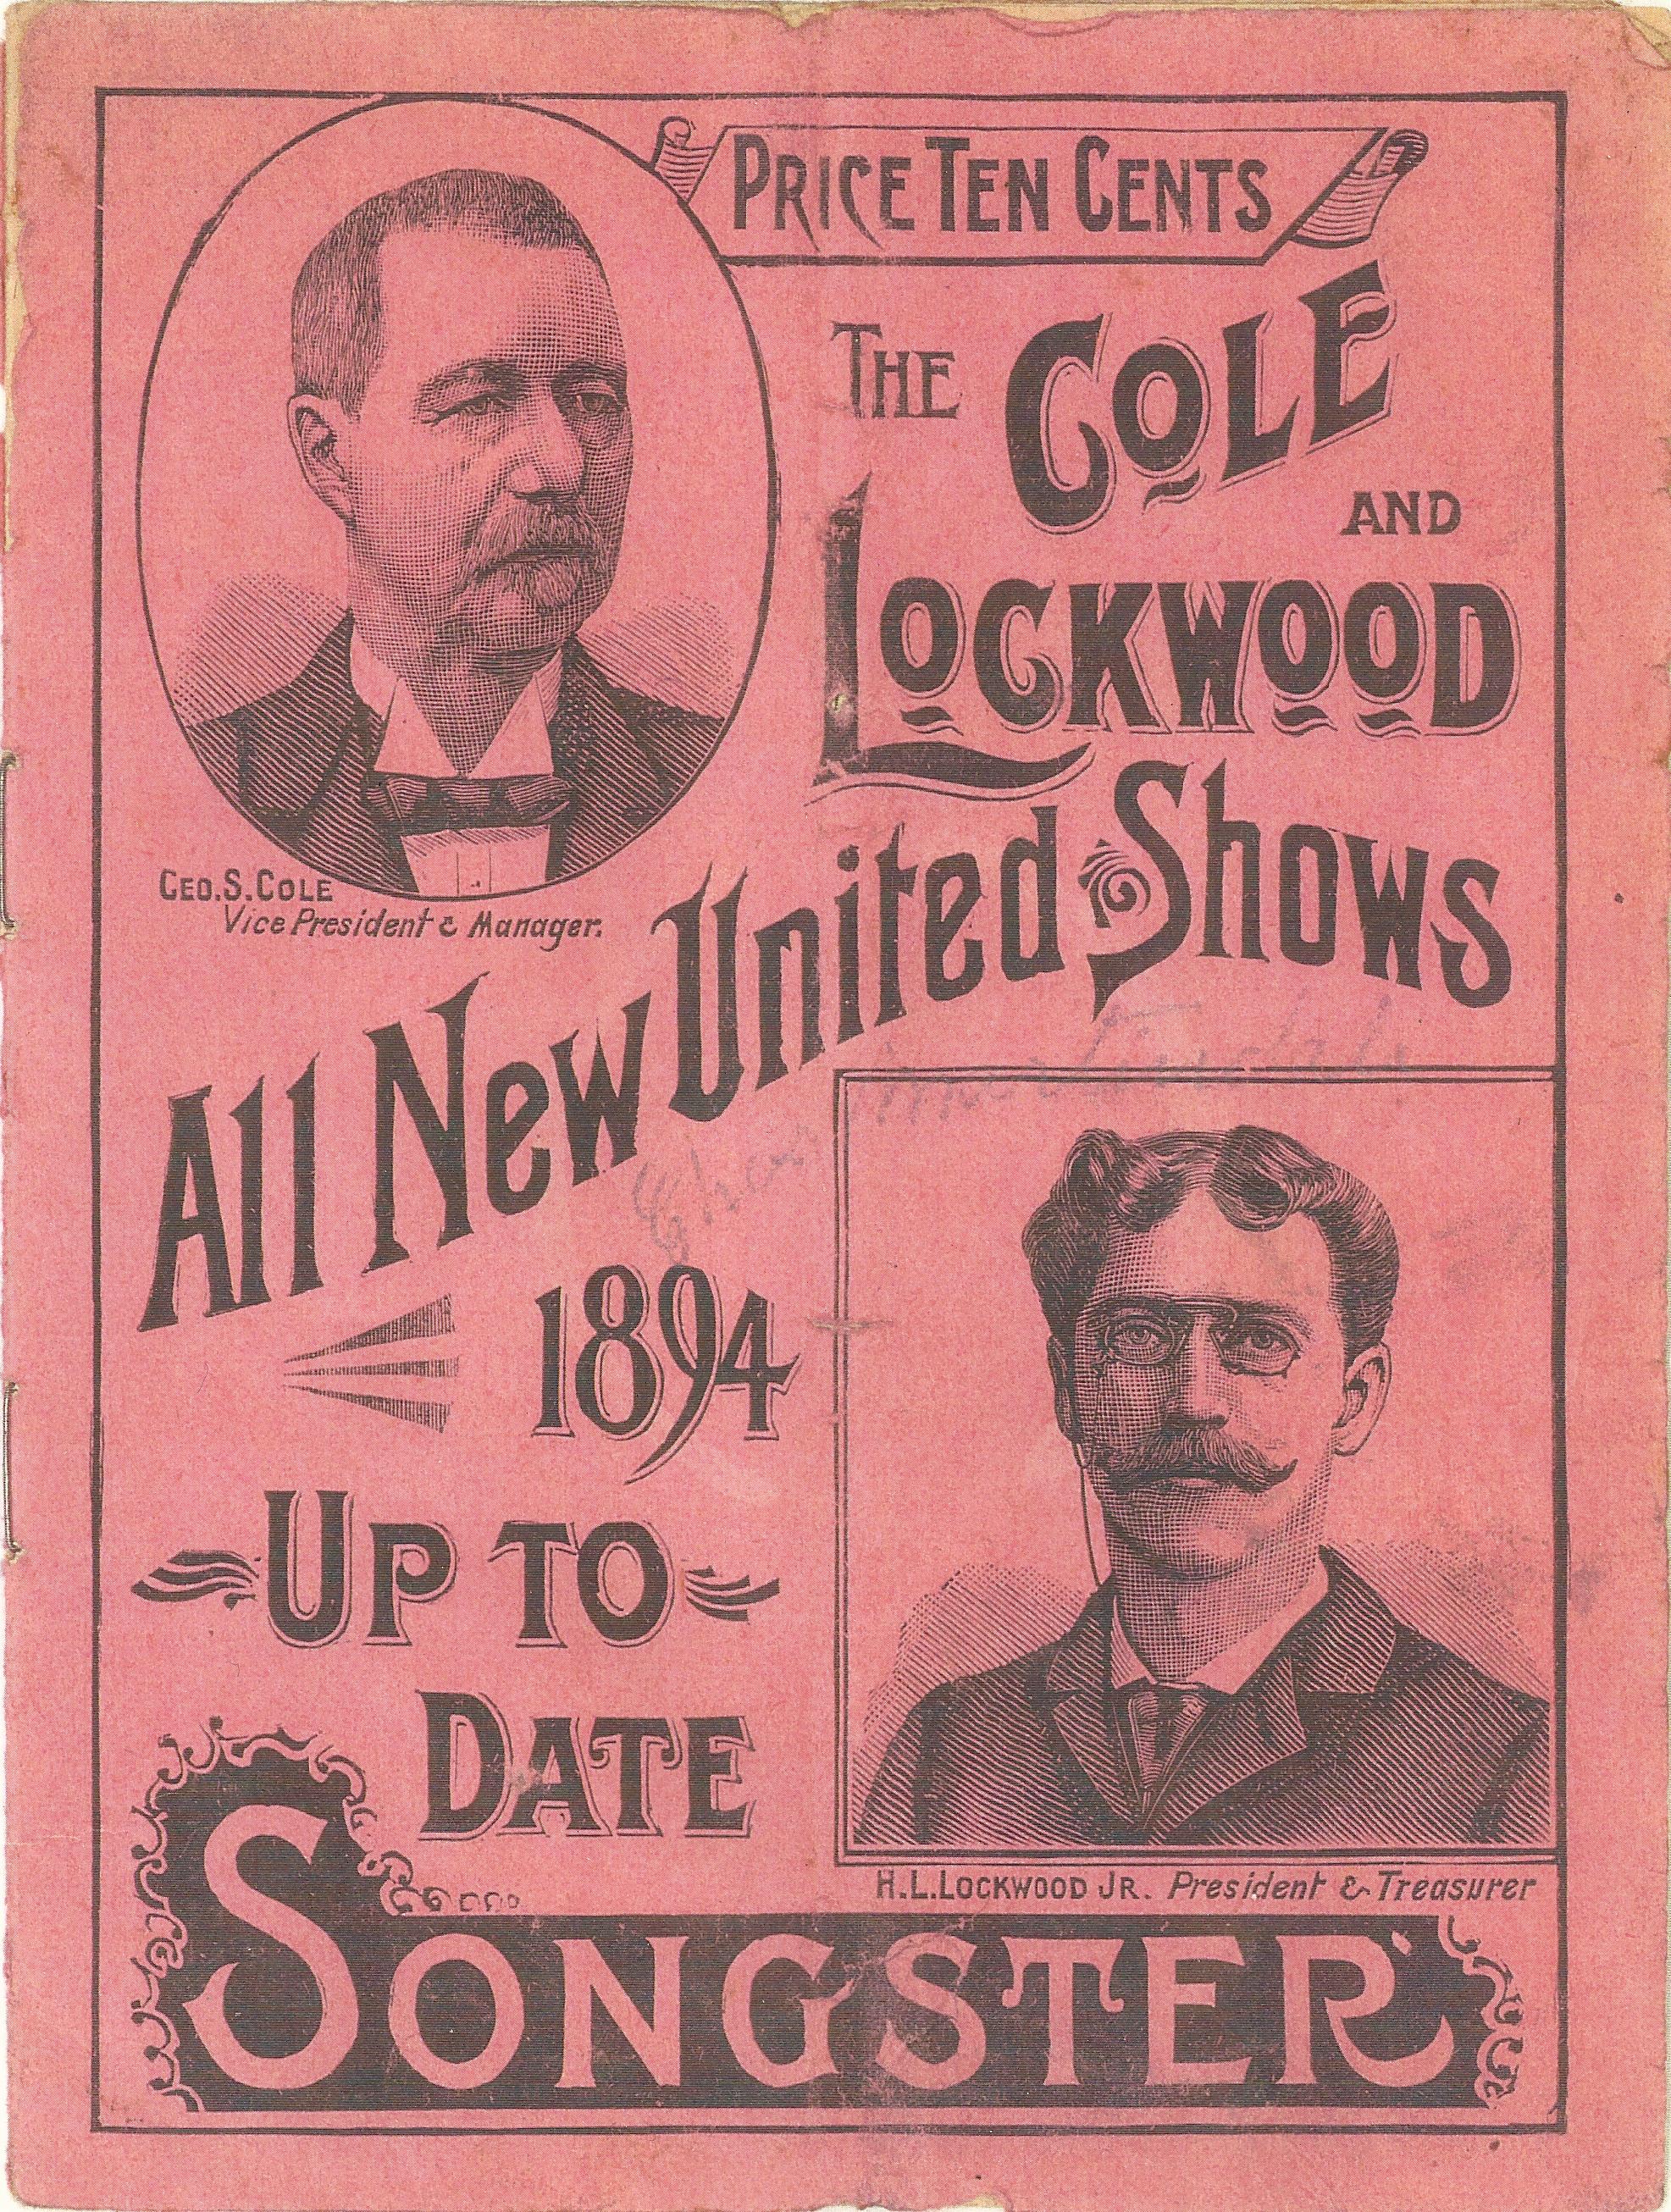 PRICE TEN CENTS
THE COLE
AND
LOCKWOOD
GEO. S. COLE
Vice President & Manager.
All New United Shows
1894
UP TO
DATE
H.L. LOCKWOOD JR. President & Treasurer
SONGSTER